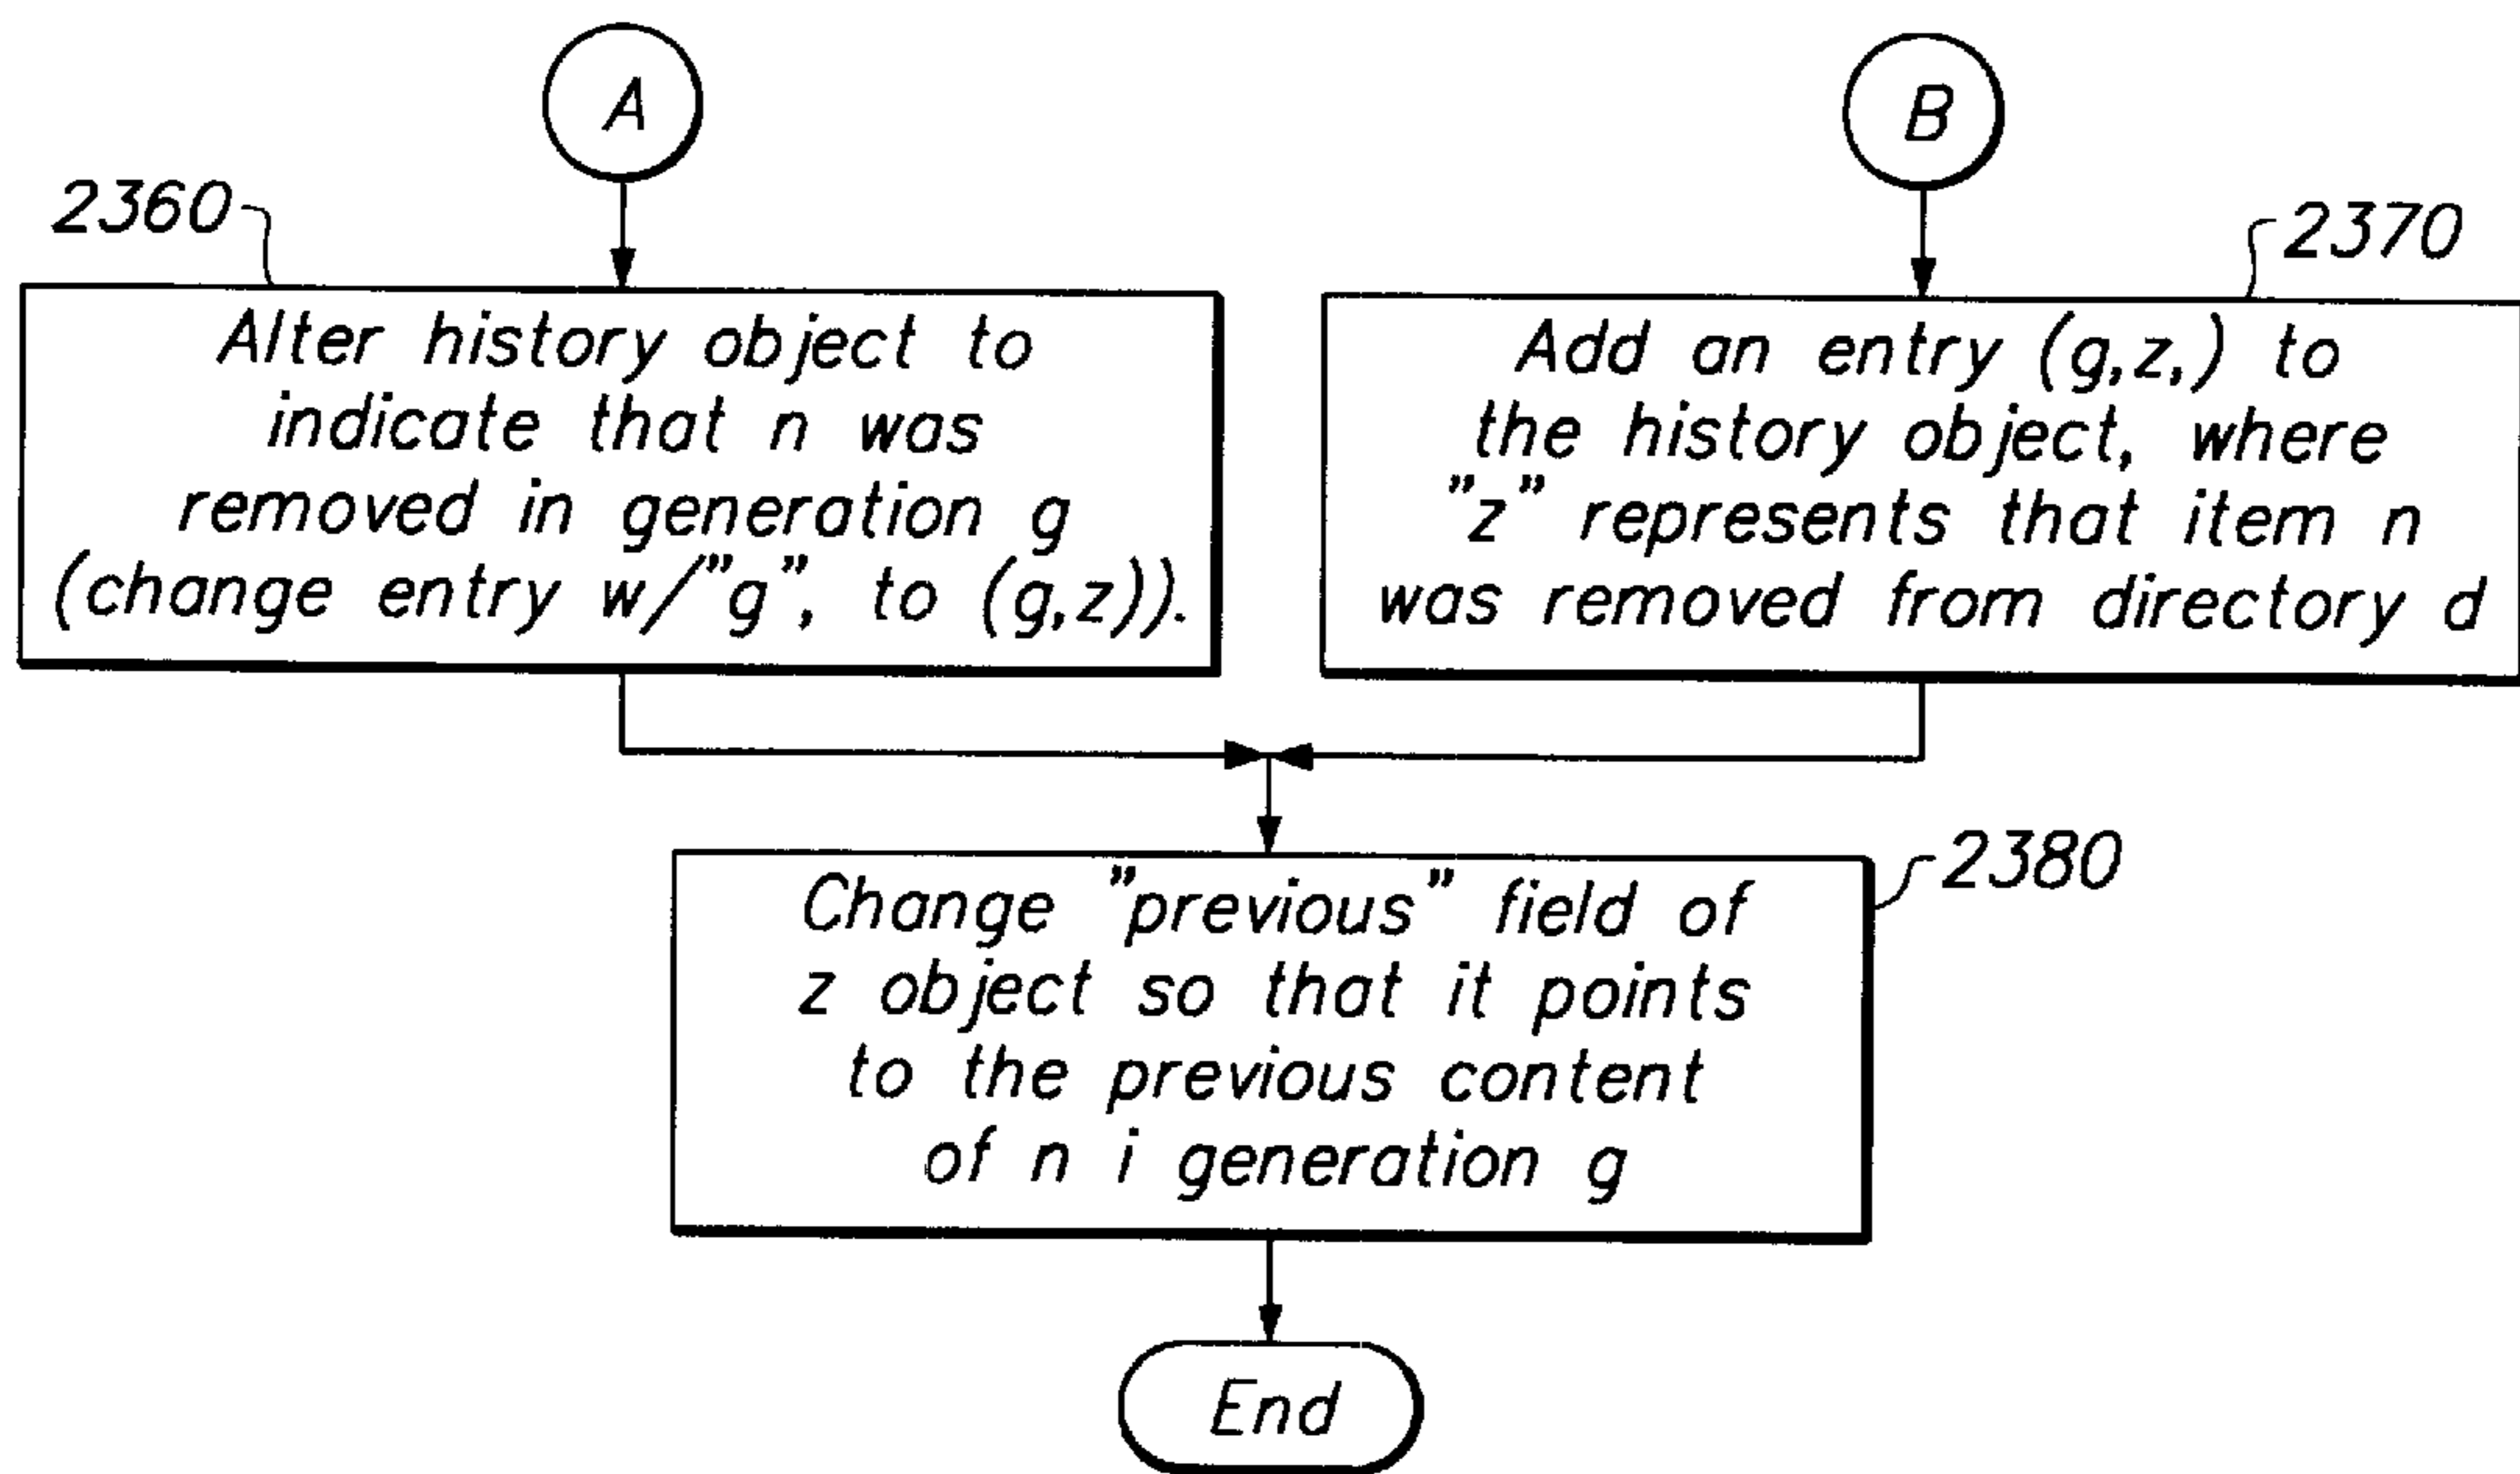 A
B
2360
2370
Alter history object to
indicate that n was
removed in generation g
(change entry w/"g", to (g,z)).
Add an entry (g,z,) to
the history object, where
"z" represents that item n
was removed from directory d
2380
Change "previous" field of
z object so that it points
to the previous content
of n i generation g
End